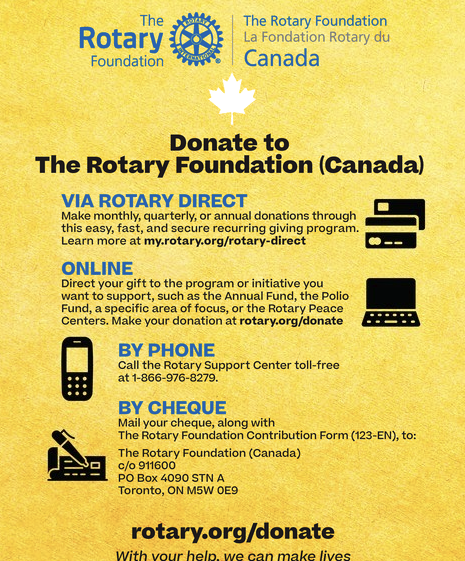 The
Rotary
Foundation
ROTARY
INTERNATIONAL
The Rotary Foundation
La Fondation Rotary du
Canada
Donate to
The Rotary Foundation (Canada)
VIA ROTARY DIRECT
Make monthly, quarterly, or annual donations through
this easy, fast, and secure recurring giving program.
Learn more at my.rotary.org/rotary-direct
ONLINE
Direct your gift to the program or initiative you
want to support, such as the Annual Fund, the Polio
Fund, a specific area of focus, or the Rotary Peace
Centers. Make your donation at rotary.org/donate
BY PHONE
Call the Rotary Support Center toll-free
at 1-866-976-8279.
BY CHEQUE
Mail your cheque, along with
The Rotary Foundation Contribution Form (123-EN), to:
The Rotary Foundation (Canada)
c/o 911600
PO Box 4090 STN A
Toronto, ON M5W 0E9
rotary.org/donate
With your help, we can make lives